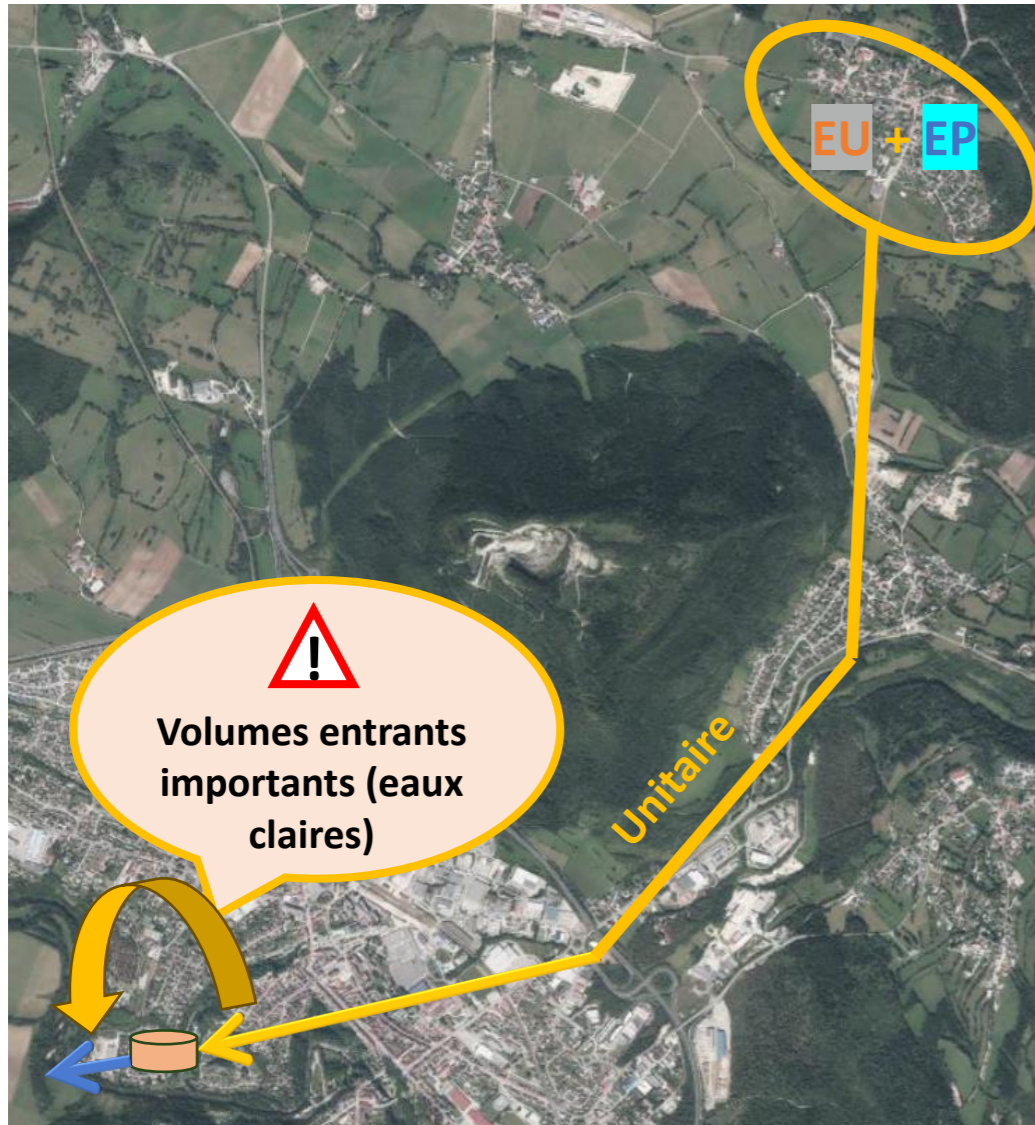 EU + EP
!
Volumes entrants
importants (eaux
claires)
Unitaire